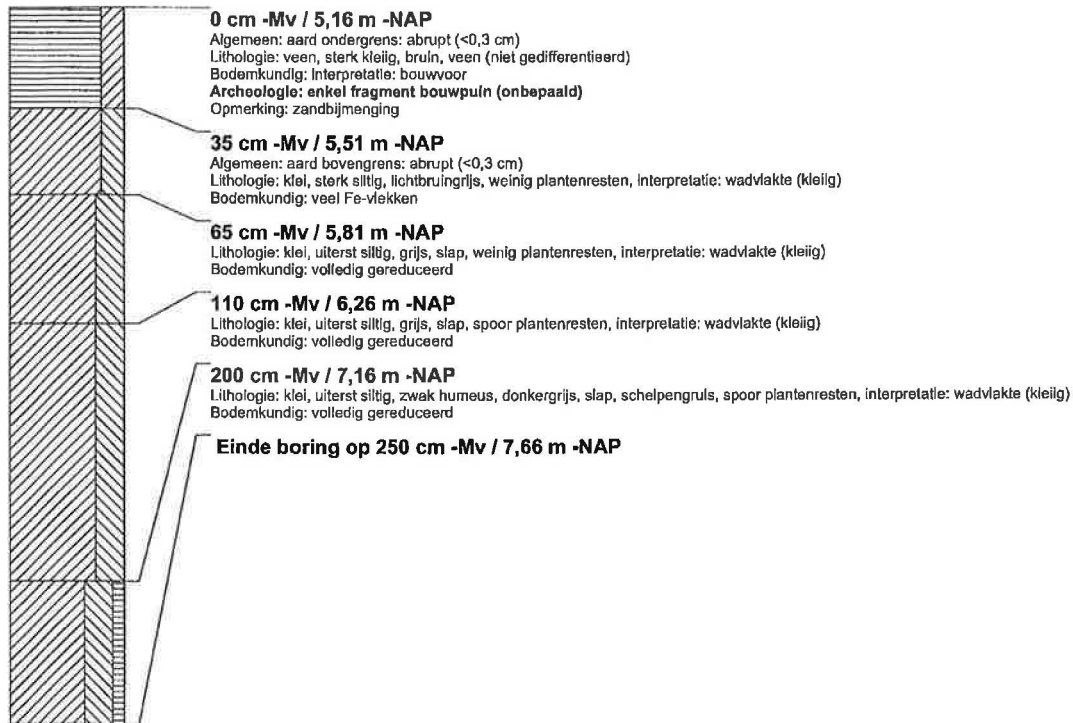 0 cm -Mv / 5,16 m -NAP
Algemeen: aard ondergrens: abrupt (<0,3 cm)
Lithologie: veen, sterk kleiig, bruin, veen (niet gedifferentieerd)
Bodemkundig: Interpretatie: bouwvoor
Archeologie: enkel fragment bouwpuin (onbepaald)
Opmerking: zandbijmenging
35 cm -Mv / 5,51 m -NAP
Algemeen: aard bovengrens: abrupt (<0,3 cm)
Lithologie: klei, sterk siltig, lichtbruingrijs, weinig plantenresten, interpretatie: wadvlakte (kleiig)
Bodemkundig: veel Fe-vlekken
65 cm -Mv / 5,81 m -NAP
Lithologie: klei, uiterst siltig, grijs, slap, weinig plantenresten, interpretatie: wadvlakte (kleiig)
Bodemkundig: volledig gereduceerd
110 cm -Mv / 6,26 m -NAP
Lithologie: klei, uiterst siltig, grijs, slap, spoor plantenresten, interpretatie: wadvlakte (kleiig)
Bodemkundig: volledig gereduceerd
200 cm -Mv / 7,16 m -NAP
Lithologie: klei, uiterst siltig, zwak humeus, donkergrijs, slap, schelpengruis, spoor plantenresten, interpretatie: wadvlakte (kleiig)
Bodemkundig: volledig gereduceerd
Einde boring op 250 cm -Mv / 7,66 m -NAP